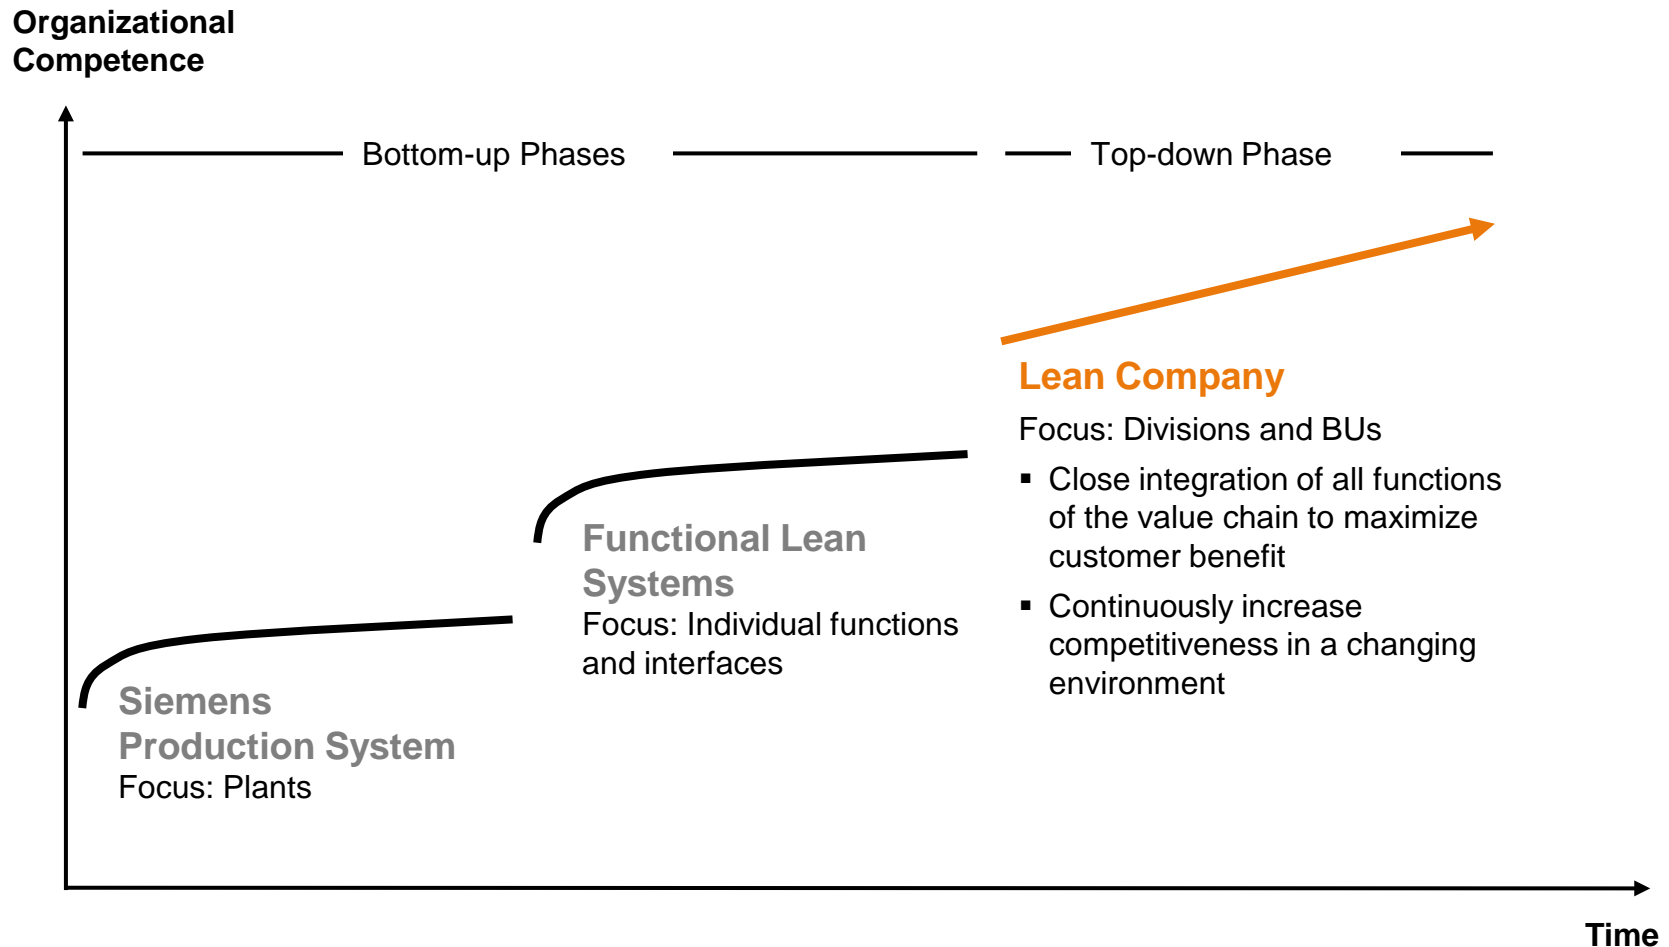 Organizational
Competence
Bottom-up Phases
Top-down Phase
Lean Company
Focus: Divisions and BUs
▪ Close integration of all functions
of the value chain to maximize
customer benefit
▪ Continuously increase
competitiveness in a changing
environment
Functional Lean
Systems
Focus: Individual functions
and interfaces
Siemens
Production System
Focus: Plants
Time